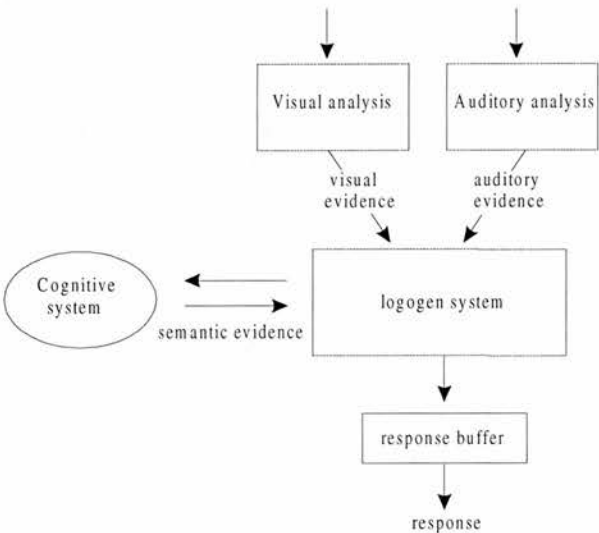 Visual analysis
Auditory analysis
visual
evidence
auditory
evidence
Cognitive
system
logogen system
semantic evidence
response buffer
response